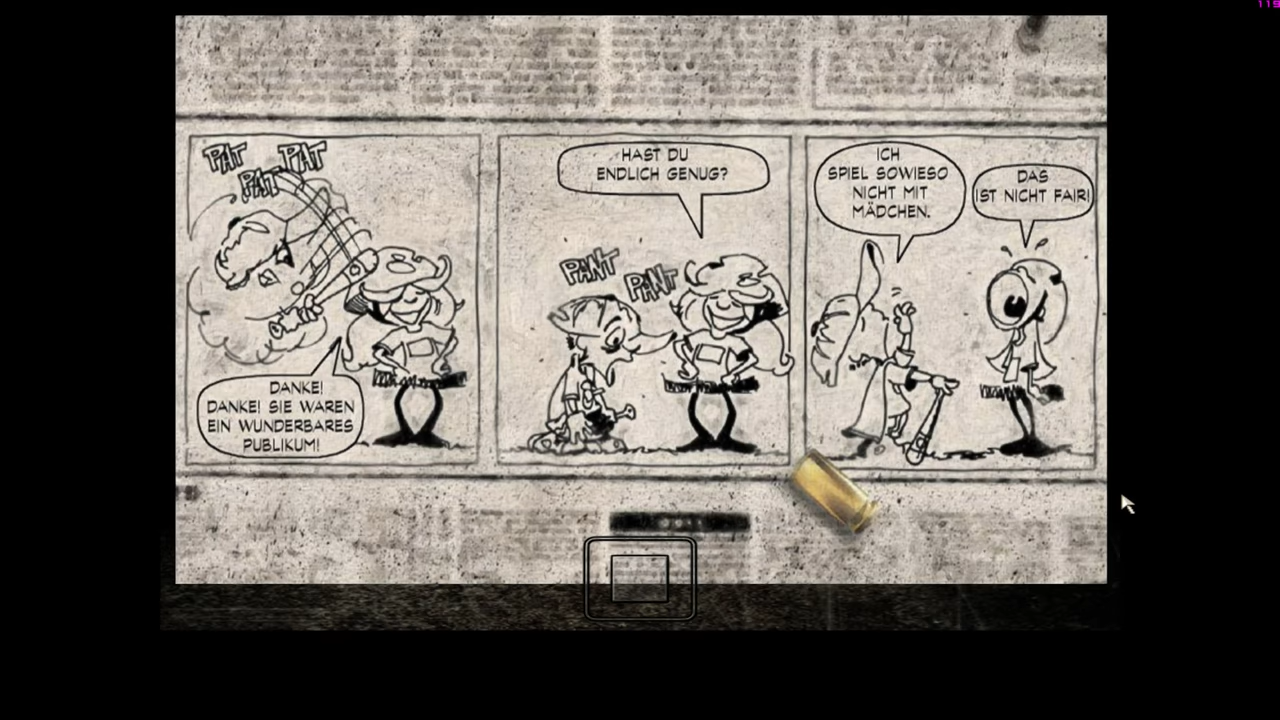 119
PAT
PAT
PAT
DANKE!
DANKE! SIE WAREN
EIN WUNDERBARES
PUBLIKUM!
HAST DU
ENDLICH GENUG?
PANT
PANT
ICH
SPIEL SOWIESO
NICHT MIT
MÄDCHEN.
DAS
IST NICHT FAIR!